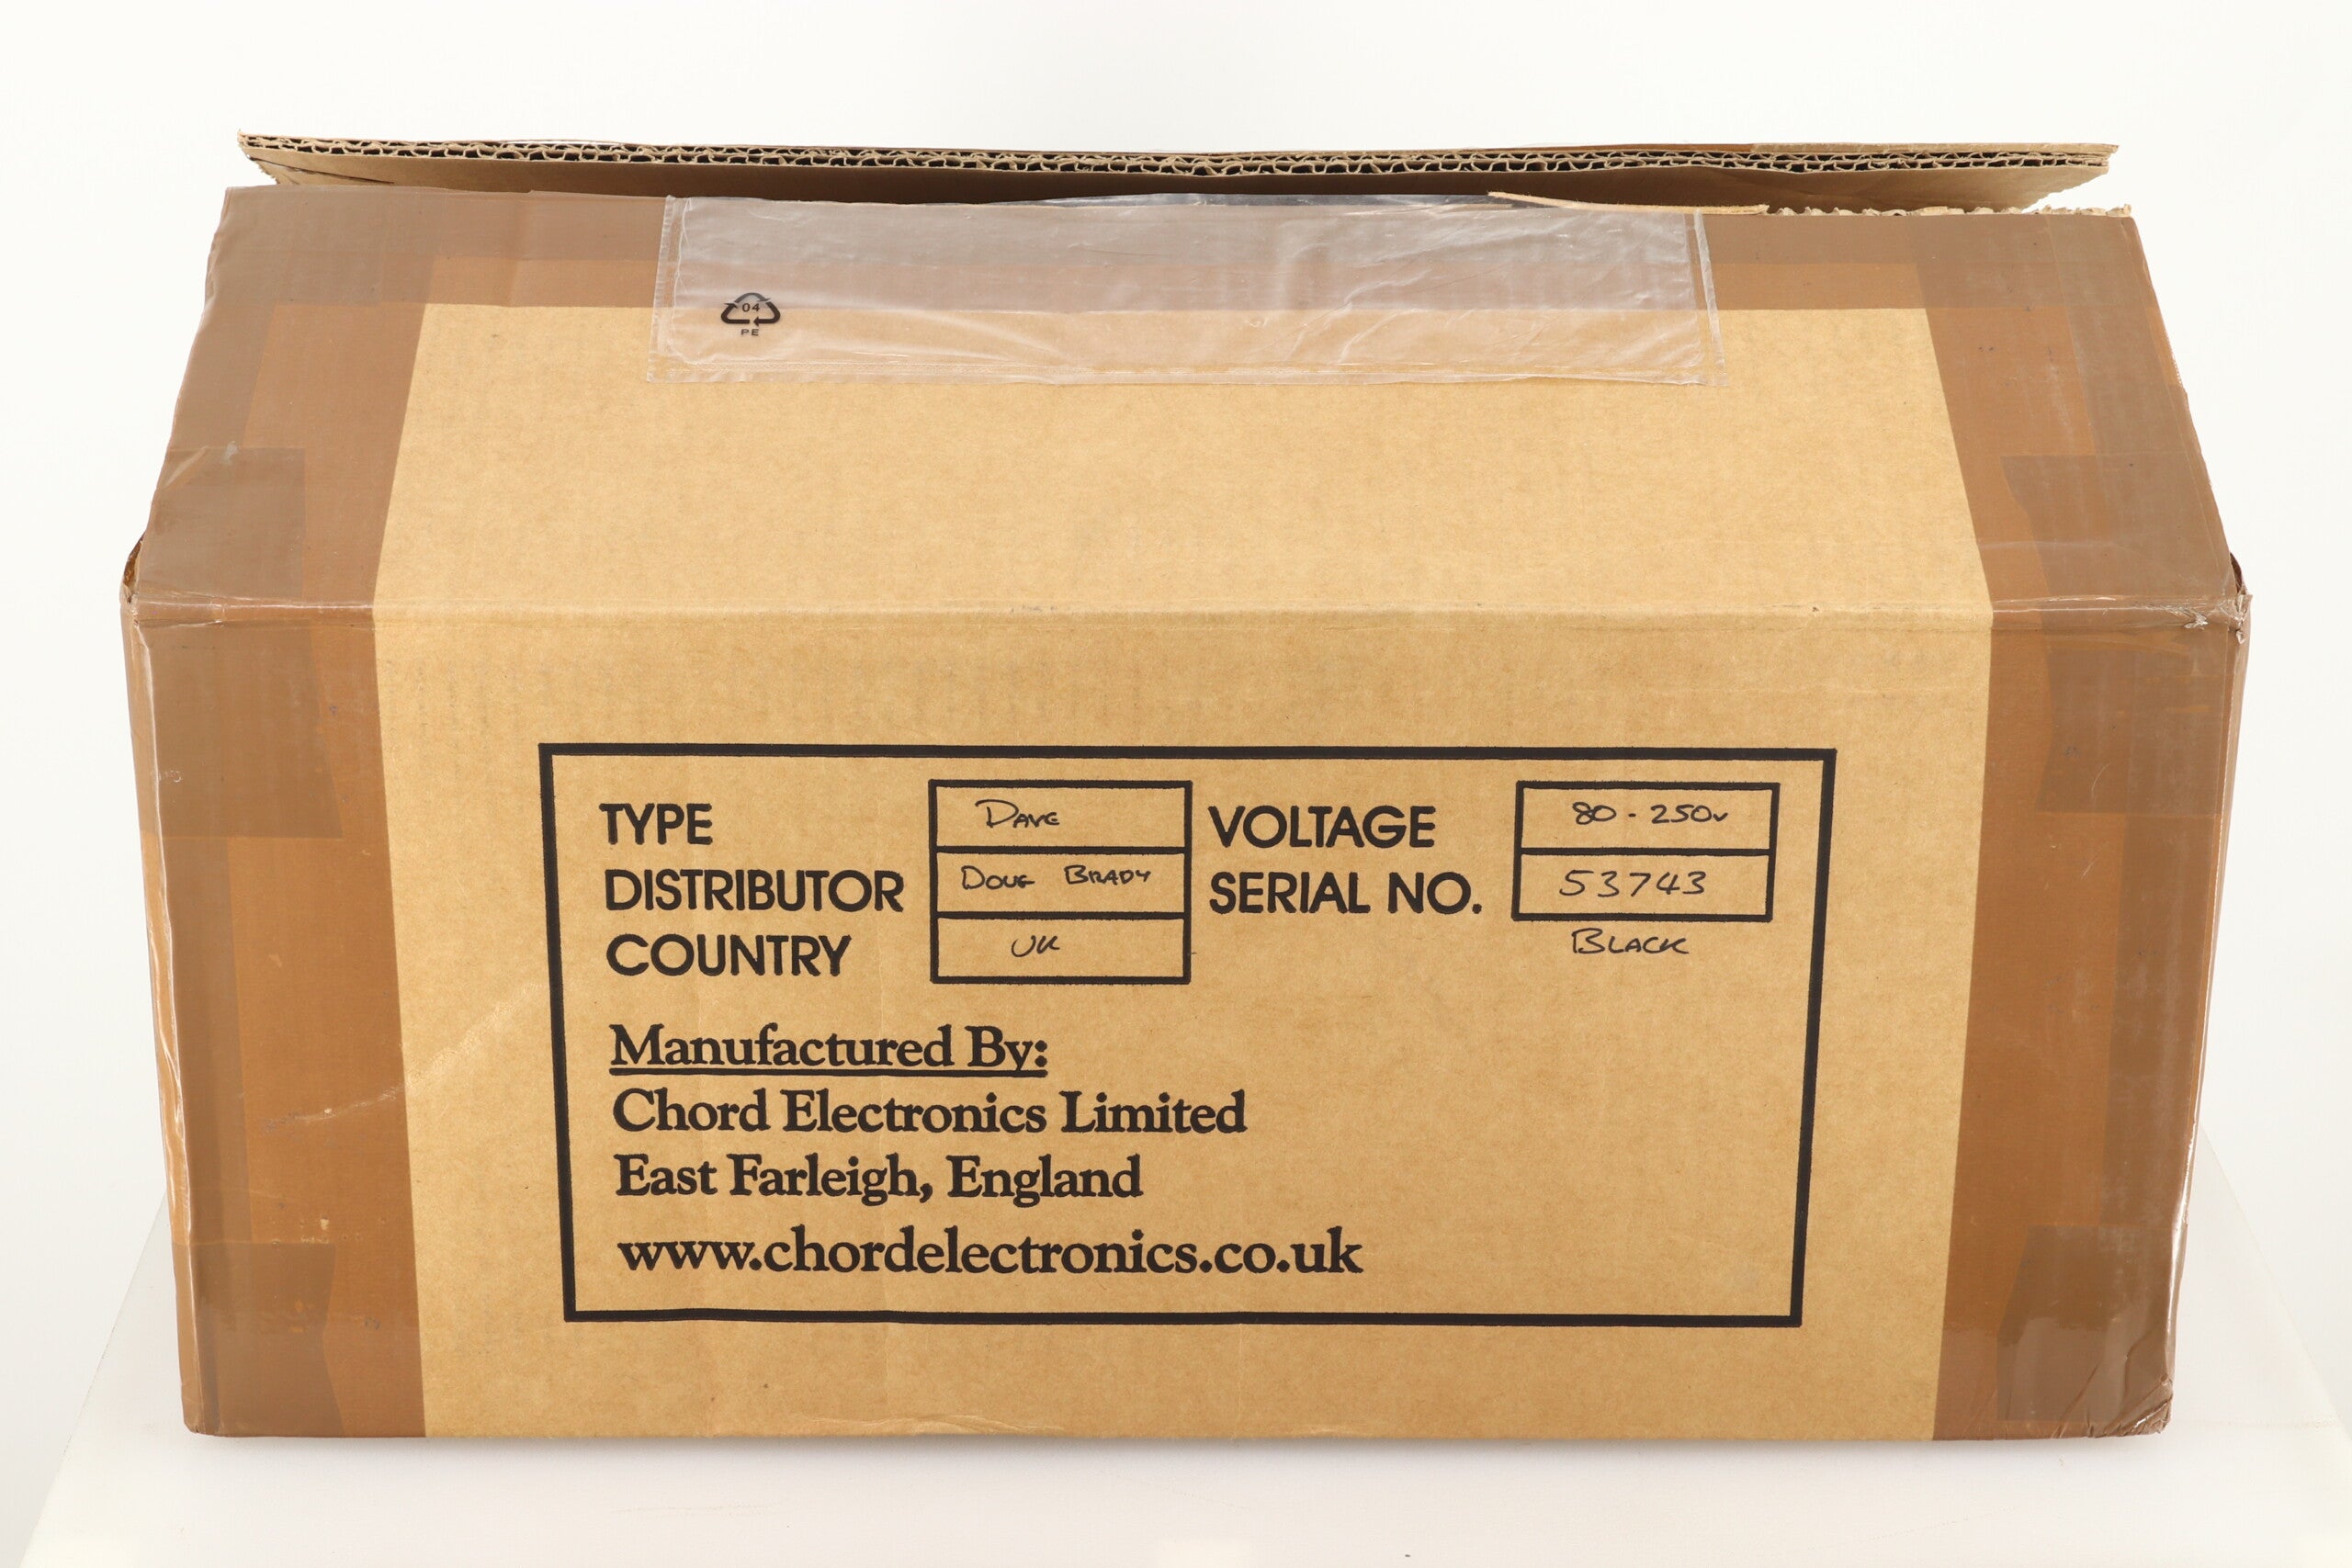 04
PE
TYPE DAVE VOLTAGE 80 - 250v
DISTRIBUTOR DOUG BRADY SERIAL NO. 53743
COUNTRY UK BLACK
Manufactured By:
Chord Electronics Limited
East Farleigh, England
www.chordelectronics.co.uk